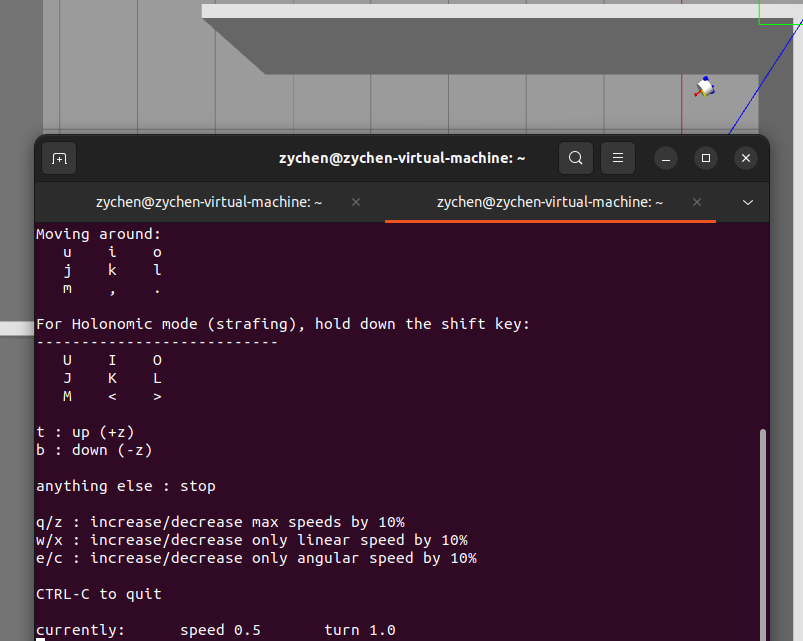 zychen@zychen-virtual-machine: ~
zychen@zychen-virtual-machine: ~
zychen@zychen-virtual-machine: ~
Moving around:
u    i    o
j    k    l
m    ,    .
For Holonomic mode (strafing), hold down the shift key:
---------------------------
U    I    O
J    K    L
M    <    >
t : up (+z)
b : down (-z)
anything else : stop
q/z : increase/decrease max speeds by 10%
w/x : increase/decrease only linear speed by 10%
e/c : increase/decrease only angular speed by 10%
CTRL-C to quit
currently:      speed 0.5       turn 1.0